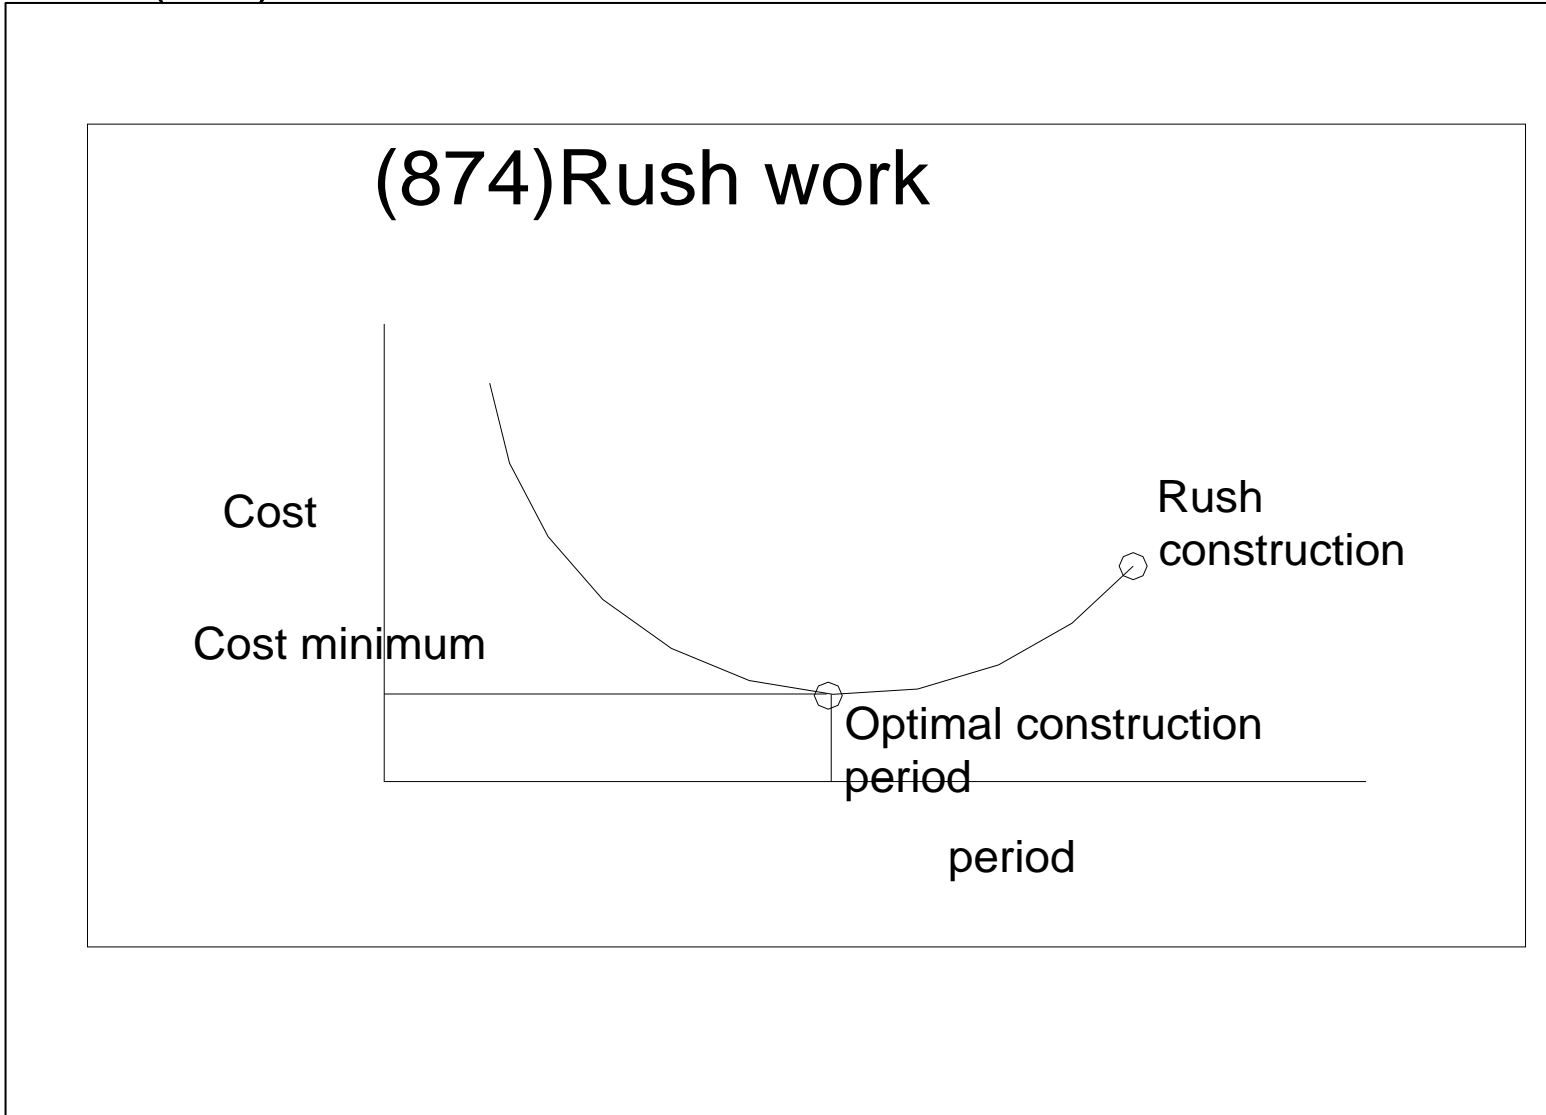 (874)Rush work
Cost
Rush
construction
Cost minimum
Optimal construction
period
period